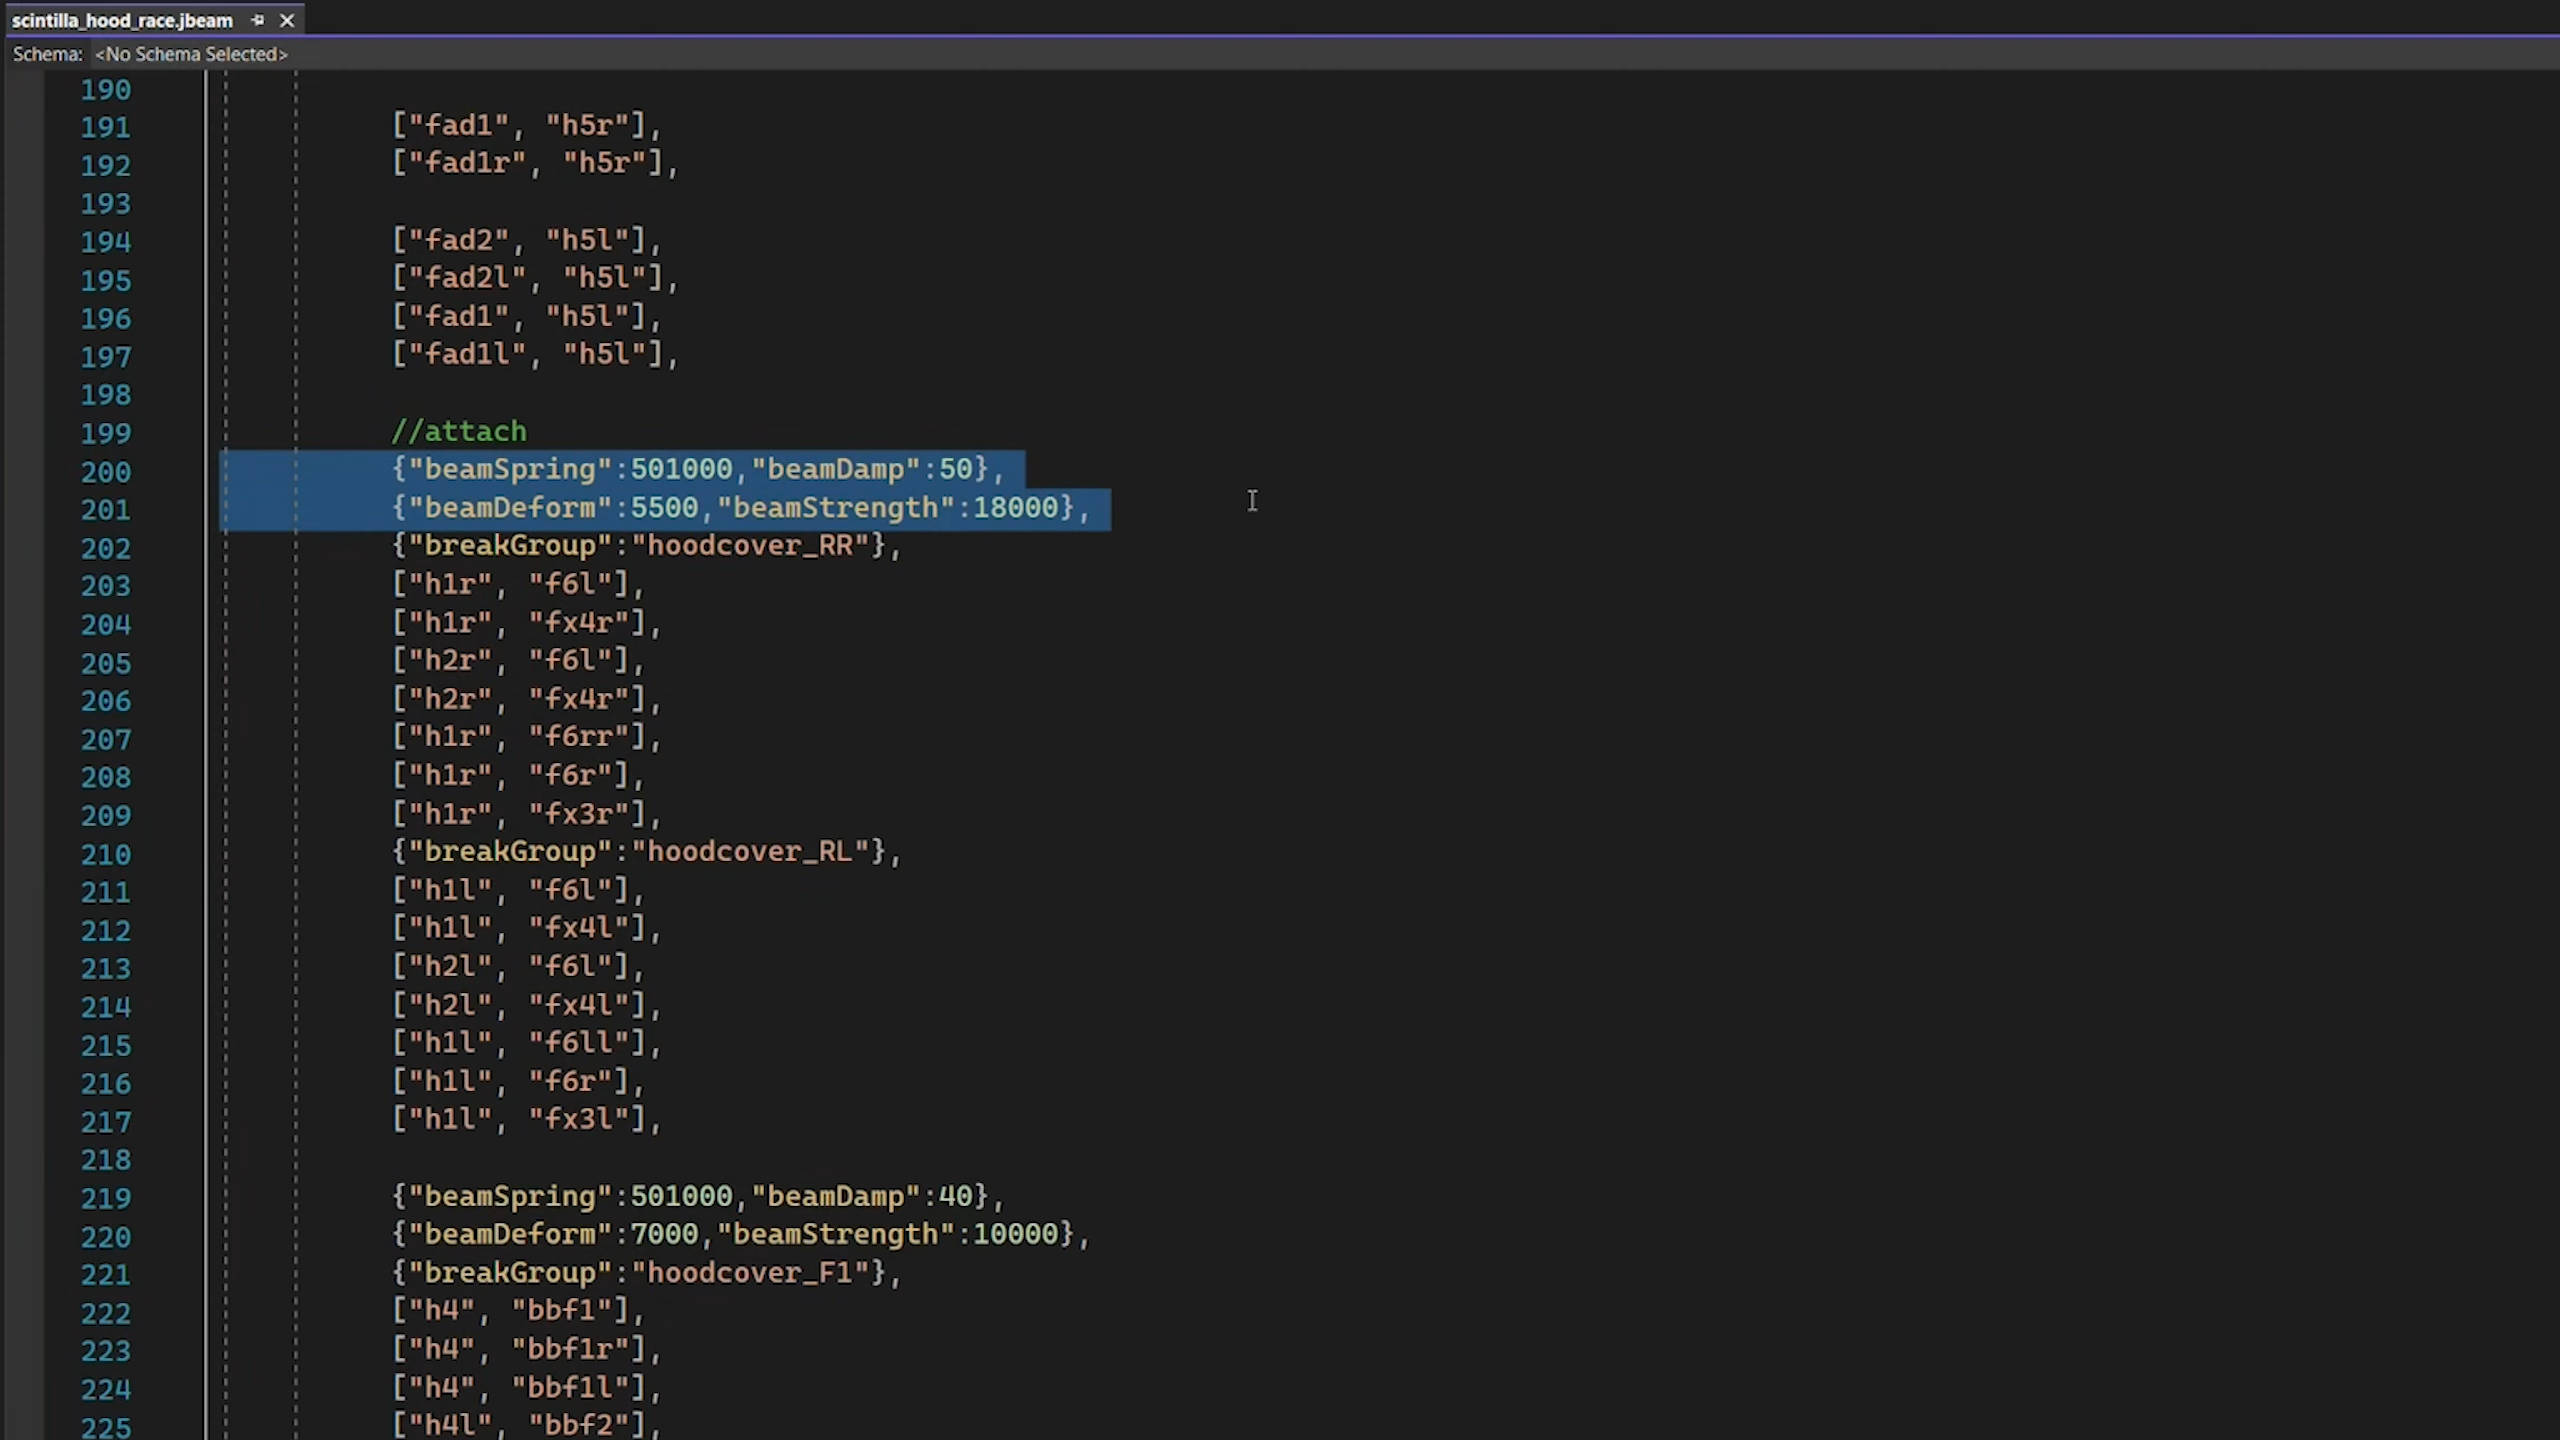 scintilla_hood_race.jbeam
Schema: <No Schema Selected>
190
191 ["fad1", "h5r"],
192 ["fad1r", "h5r"],
193
194 ["fad2", "h5l"],
195 ["fad2l", "h5l"],
196 ["fad1", "h5l"],
197 ["fad1l", "h5l"],
198
199 //attach
200 {"beamSpring":501000,"beamDamp":50},
201 {"beamDeform":5500,"beamStrength":18000},
202 {"breakGroup":"hoodcover_RR"},
203 ["h1r", "f6l"],
204 ["h1r", "fx4r"],
205 ["h2r", "f6l"],
206 ["h2r", "fx4r"],
207 ["h1r", "f6rr"],
208 ["h1r", "f6r"],
209 ["h1r", "fx3r"],
210 {"breakGroup":"hoodcover_RL"},
211 ["h1l", "f6l"],
212 ["h1l", "fx4l"],
213 ["h2l", "f6l"],
214 ["h2l", "fx4l"],
215 ["h1l", "f6ll"],
216 ["h1l", "f6r"],
217 ["h1l", "fx3l"],
218
219 {"beamSpring":501000,"beamDamp":40},
220 {"beamDeform":7000,"beamStrength":10000},
221 {"breakGroup":"hoodcover_F1"},
222 ["h4", "bbf1"],
223 ["h4", "bbf1r"],
224 ["h4", "bbf1l"],
225 ["h4l", "bbf2"],